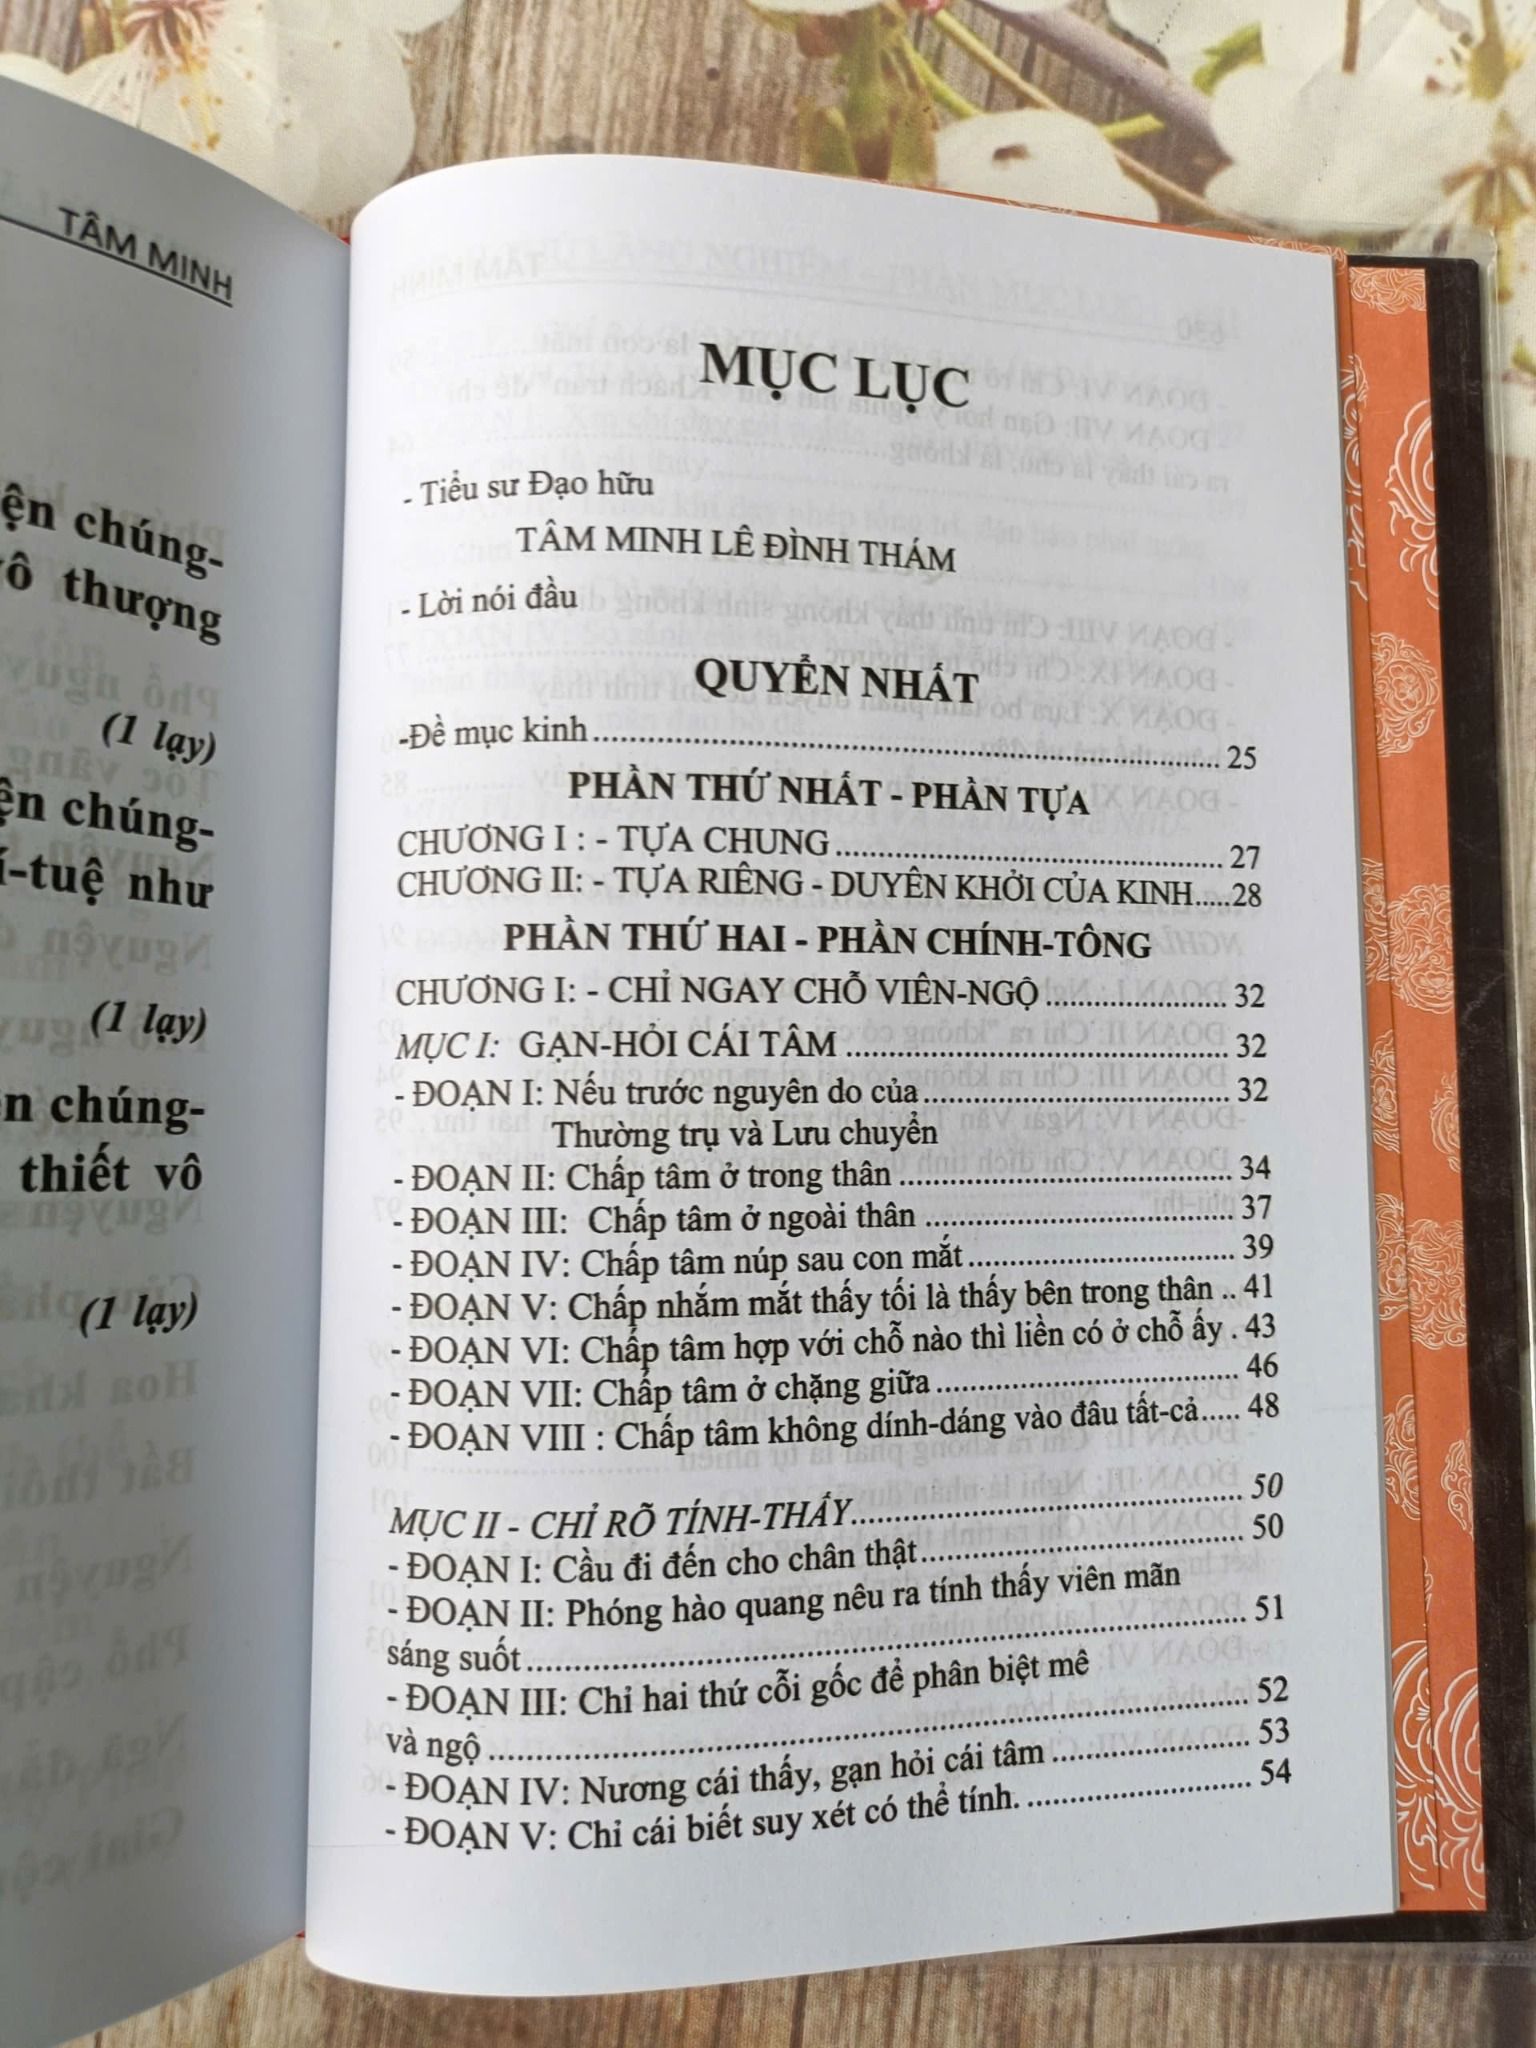 TÂM MINH
ện chúng-
vô thượng
(1 lạy)
ện chúng-
í-tuệ như
(1 lạy)
n chúng-
thiết vô
(1 lạy)
MỤC LỤC
- Tiểu sư Đạo hữu
TÂM MINH LÊ ĐÌNH THÁM
- Lời nói đầu
QUYỂN NHẤT
-Đề mục kinh.......... 25
PHẦN THỨ NHẤT - PHẦN TỰA
CHƯƠNG I : - TỰA CHUNG.......... 27
CHƯƠNG II: - TỰA RIÊNG - DUYÊN KHỞI CỦA KINH.....28
PHẦN THỨ HAI - PHẦN CHÍNH-TÔNG
CHƯƠNG I: - CHỈ NGAY CHỖ VIÊN-NGỘ.......... 32
MỤC I: GẠN-HỎI CÁI TÂM.......... 32
- ĐOẠN I: Nếu trước nguyên do của.......... 32
Thường trụ và Lưu chuyển
- ĐOẠN II: Chấp tâm ở trong thân.......... 34
- ĐOẠN III: Chấp tâm ở ngoài thân.......... 37
- ĐOẠN IV: Chấp tâm núp sau con mắt.......... 39
- ĐOẠN V: Chấp nhắm mắt thấy tối là thấy bên trong thân .. 41
- ĐOẠN VI: Chấp tâm hợp với chỗ nào thì liền có ở chỗ ấy . 43
- ĐOẠN VII: Chấp tâm ở chặng giữa.......... 46
- ĐOẠN VIII : Chấp tâm không dính-dáng vào đâu tất-cả..... 48
MỤC II - CHỈ RÕ TÍNH-THẤY.......... 50
- ĐOẠN I: Cầu đi đến cho chân thật.......... 50
- ĐOẠN II: Phóng hào quang nêu ra tính thấy viên mãn
sáng suốt.......... 51
- ĐOẠN III: Chỉ hai thứ cỗi gốc để phân biệt mê
và ngộ.......... 52
- ĐOẠN IV: Nương cái thấy, gạn hỏi cái tâm.......... 53
- ĐOẠN V: Chỉ cái biết suy xét có thể tính. .......... 54